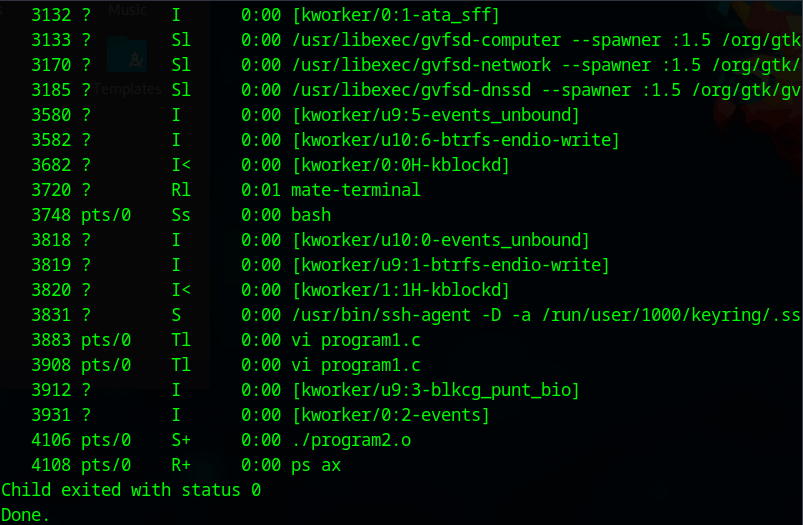 Music
3132 ? I 0:00 [kworker/0:1-ata_sff]
3133 ? Sl 0:00 /usr/libexec/gvfsd-computer --spawner :1.5 /org/gtk
3170 ? Sl 0:00 /usr/libexec/gvfsd-network --spawner :1.5 /org/gtk/
Templates
3185 ? Sl 0:00 /usr/libexec/gvfsd-dnssd --spawner :1.5 /org/gtk/gv
3580 ? I 0:00 [kworker/u9:5-events_unbound]
3582 ? I 0:00 [kworker/u10:6-btrfs-endio-write]
3682 ? I< 0:00 [kworker/0:0H-kblockd]
3720 ? Rl 0:01 mate-terminal
3748 pts/0 Ss 0:00 bash
3818 ? I 0:00 [kworker/u10:0-events_unbound]
3819 ? I 0:00 [kworker/u9:1-btrfs-endio-write]
3820 ? I< 0:00 [kworker/1:1H-kblockd]
3831 ? S 0:00 /usr/bin/ssh-agent -D -a /run/user/1000/keyring/.ss
3883 pts/0 Tl 0:00 vi program1.c
3908 pts/0 Tl 0:00 vi program1.c
3912 ? I 0:00 [kworker/u9:3-blkcg_punt_bio]
3931 ? I 0:00 [kworker/0:2-events]
4106 pts/0 S+ 0:00 ./program2.o
4108 pts/0 R+ 0:00 ps ax
Child exited with status 0
Done.